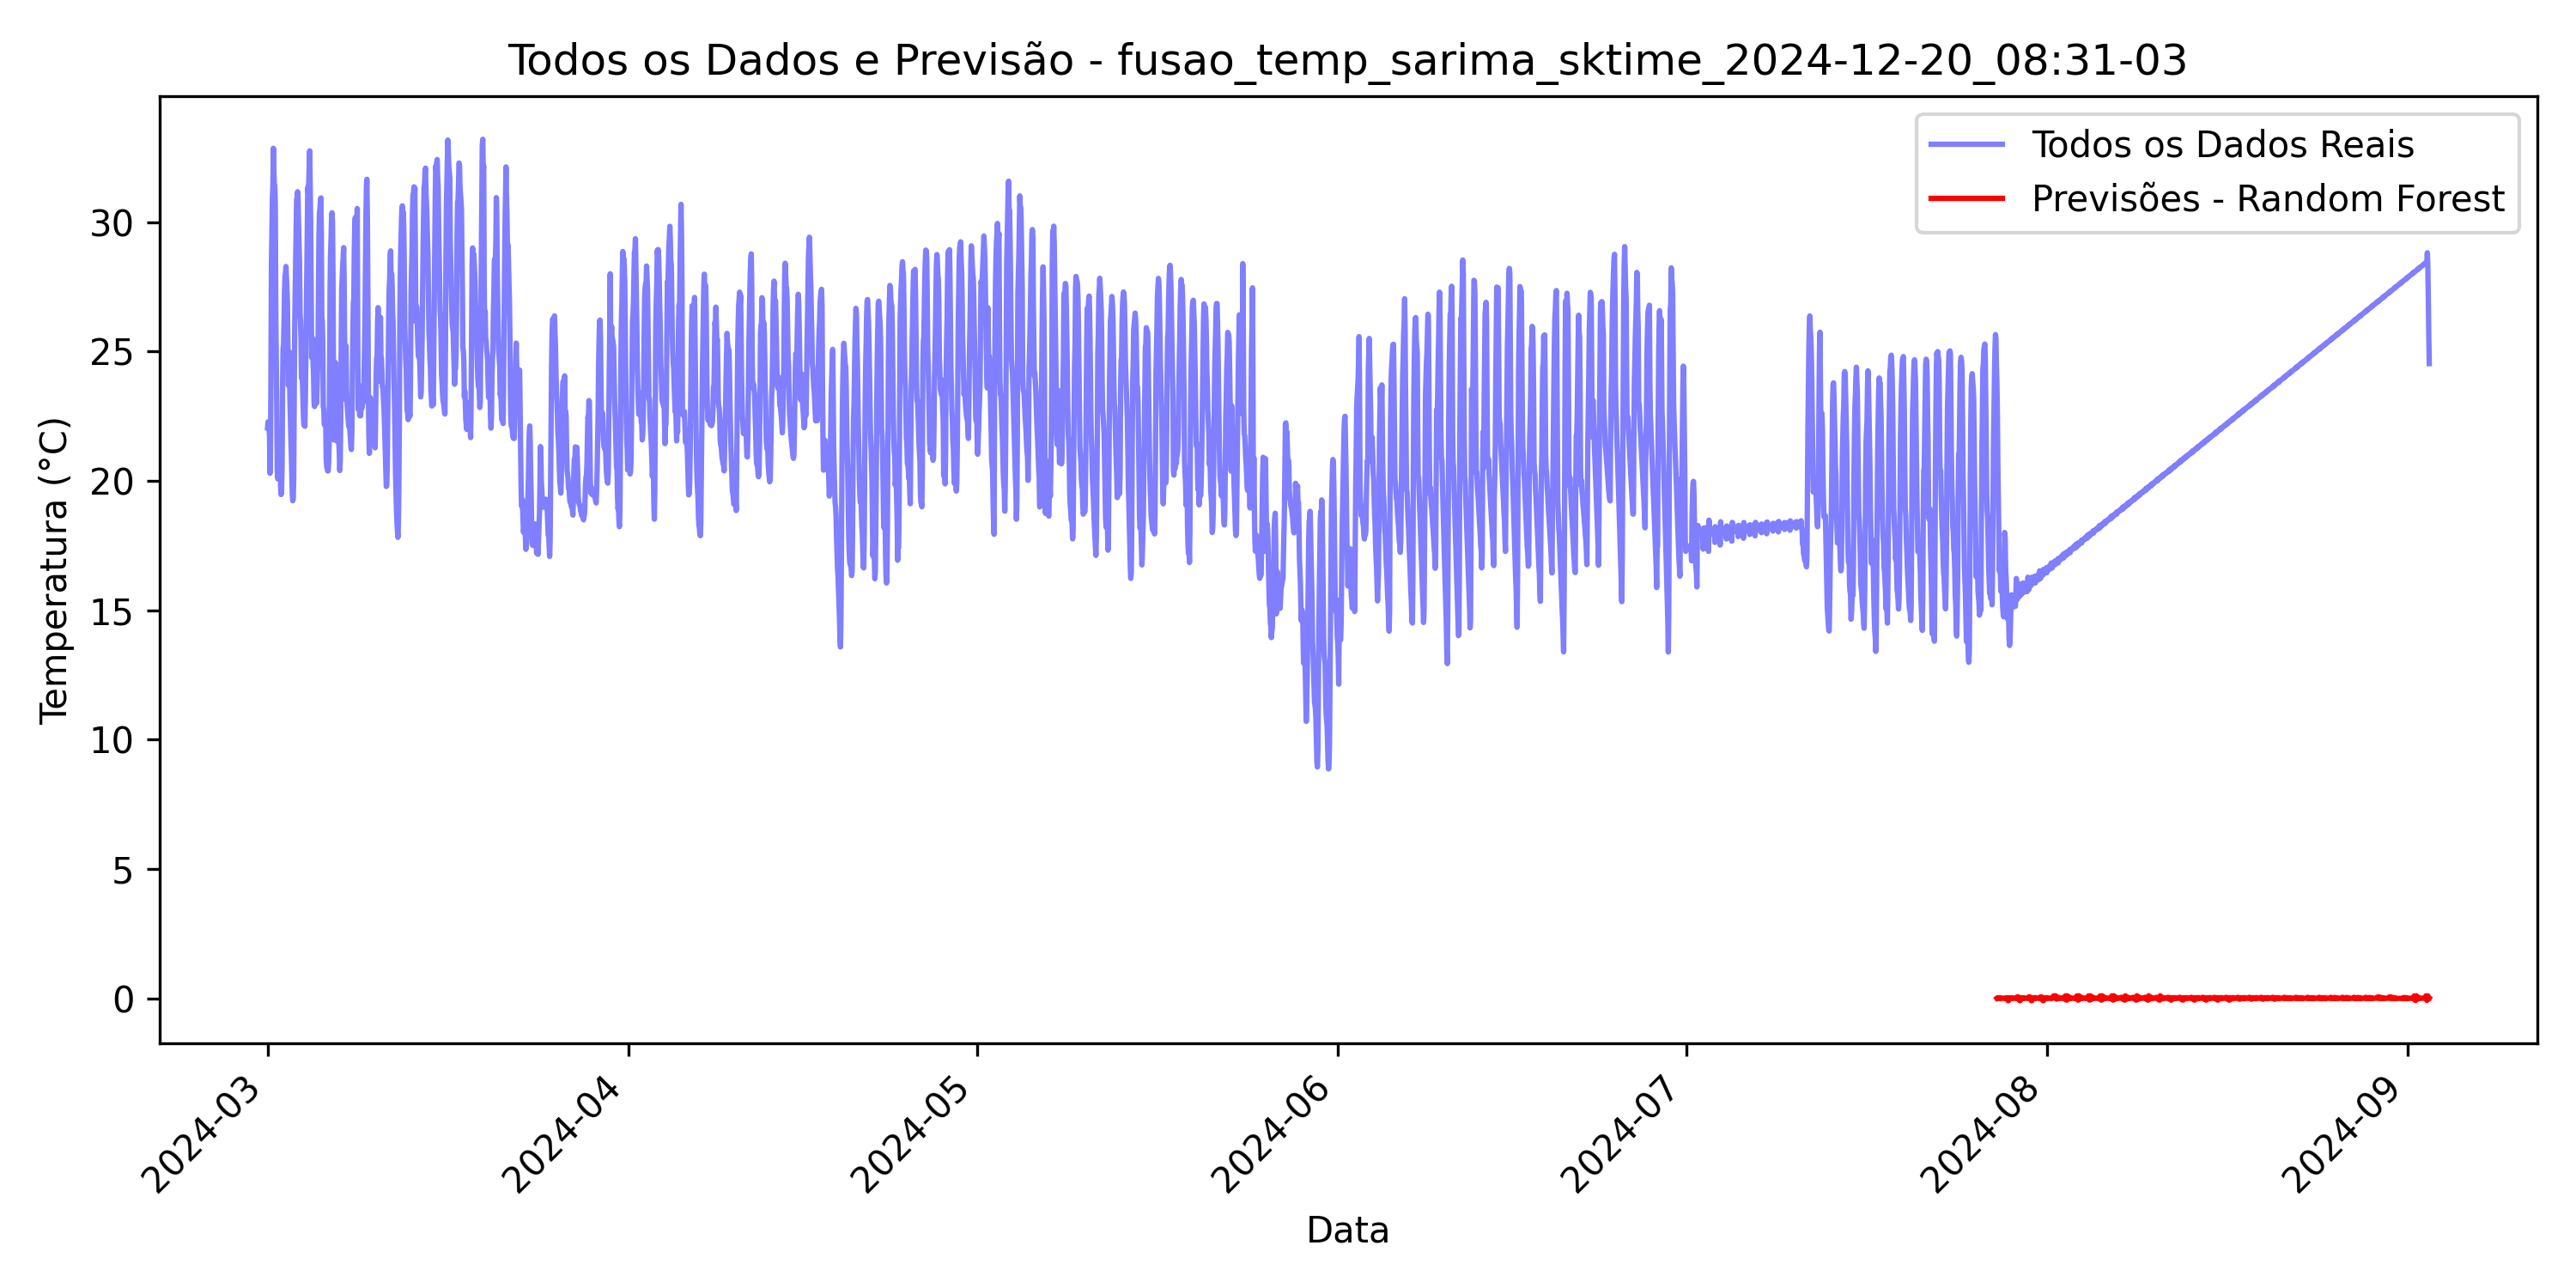 Todos os Dados e Previsão - fusao_temp_sarima_sktime_2024-12-20_08:31-03
Todos os Dados Reais
Previsões - Random Forest
Temperatura (°C)
30
25
20
15
10
5
0
2024-03
2024-04
2024-05
2024-06
2024-07
2024-08
2024-09
Data